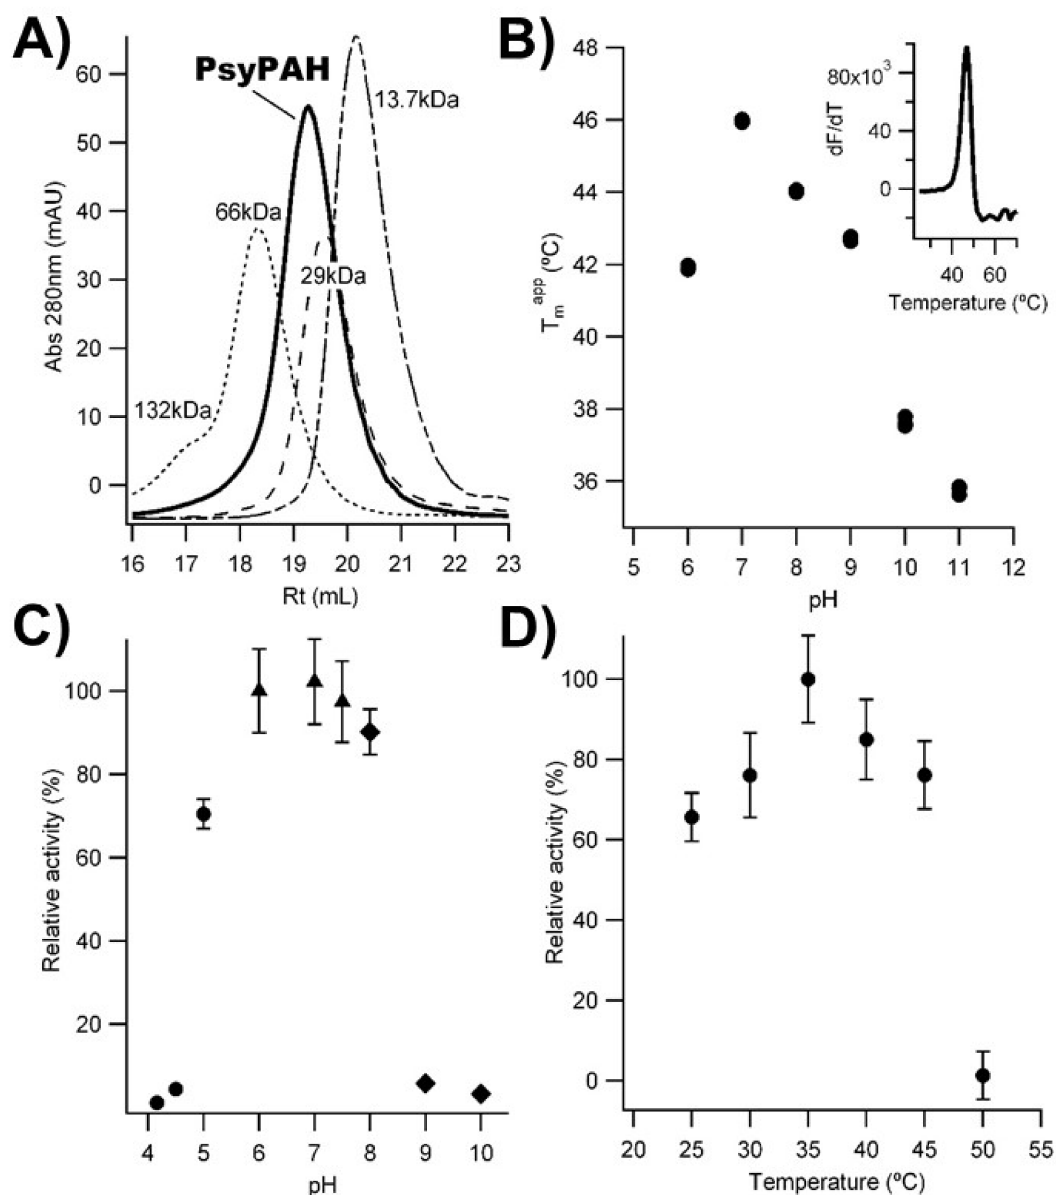 A)
PsyPAH
13.7kDa
66kDa
29kDa
132kDa
Abs 280nm (mAU)
60
50
40
30
20
10
0
16 17 18 19 20 21 22 23
Rt (mL)
B)
Tm app (ºC)
48
46
44
42
40
38
36
5 6 7 8 9 10 11 12
pH
dF/dT
80x10³
40
0
40 60
Temperature (ºC)
C)
Relative activity (%)
100
80
60
40
20
4 5 6 7 8 9 10
pH
D)
Relative activity (%)
100
80
60
40
20
0
20 25 30 35 40 45 50 55
Temperature (ºC)